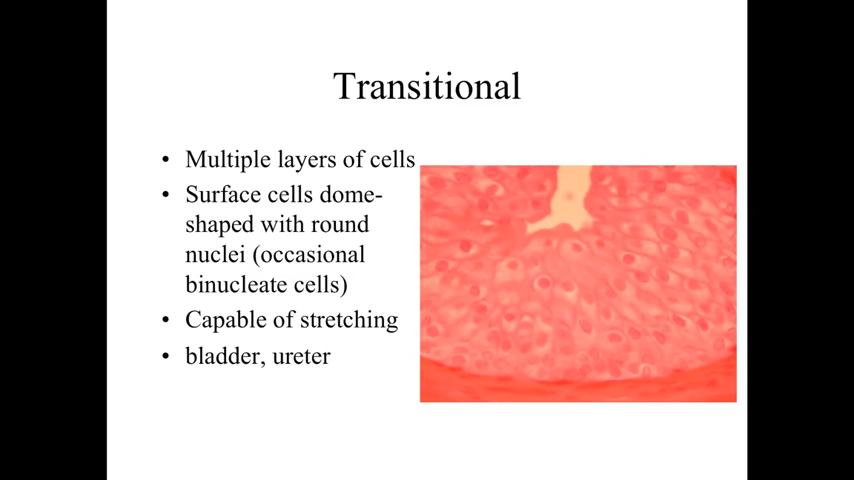 Transitional
• Multiple layers of cells
• Surface cells dome-
shaped with round
nuclei (occasional
binucleate cells)
• Capable of stretching
• bladder, ureter